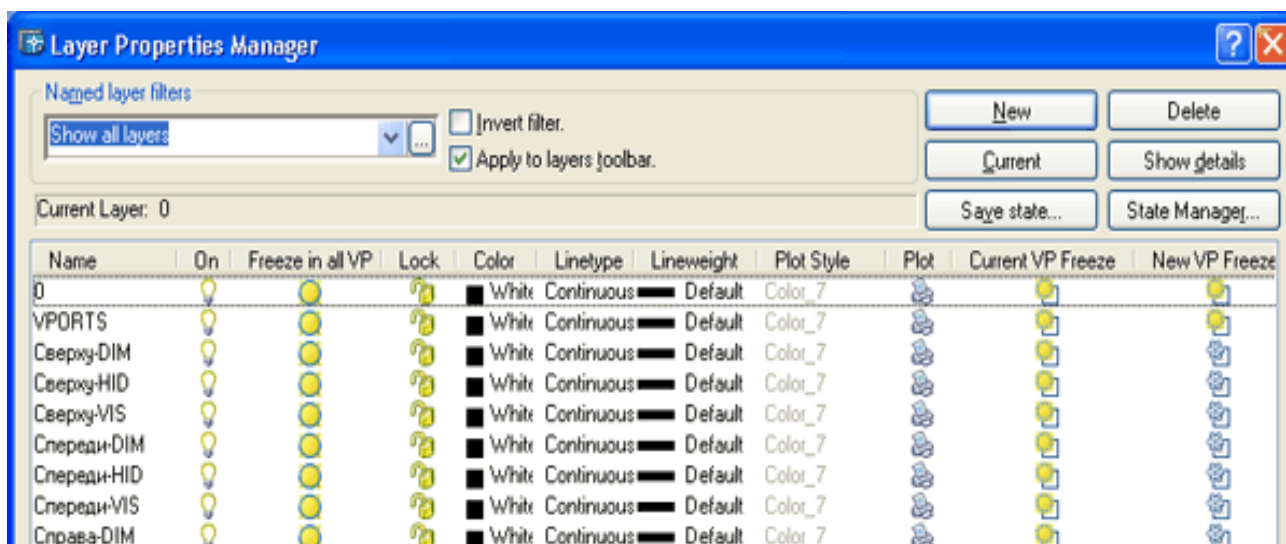 Layer Properties Manager
Named layer filters
Show all layers
...
Invert filter.
Apply to layers toolbar.
New
Delete
Current
Show details
Current Layer: 0
Save state...
State Manager...
Name On Freeze in all VP Lock Color Linetype Lineweight Plot Style Plot Current VP Freeze New VP Freeze
0 White Continuous Default Color_7
VPORTS White Continuous Default Color_7
Сверху-DIM White Continuous Default Color_7
Сверху-HID White Continuous Default Color_7
Сверху-VIS White Continuous Default Color_7
Спереди-DIM White Continuous Default Color_7
Спереди-HID White Continuous Default Color_7
Спереди-VIS White Continuous Default Color_7
Справа-DIM White Continuous Default Color_7